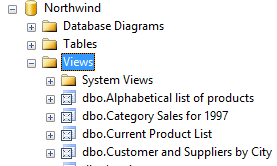 Northwind
Database Diagrams
Tables
Views
System Views
dbo.Alphabetical list of products
dbo.Category Sales for 1997
dbo.Current Product List
dbo.Customer and Suppliers by City